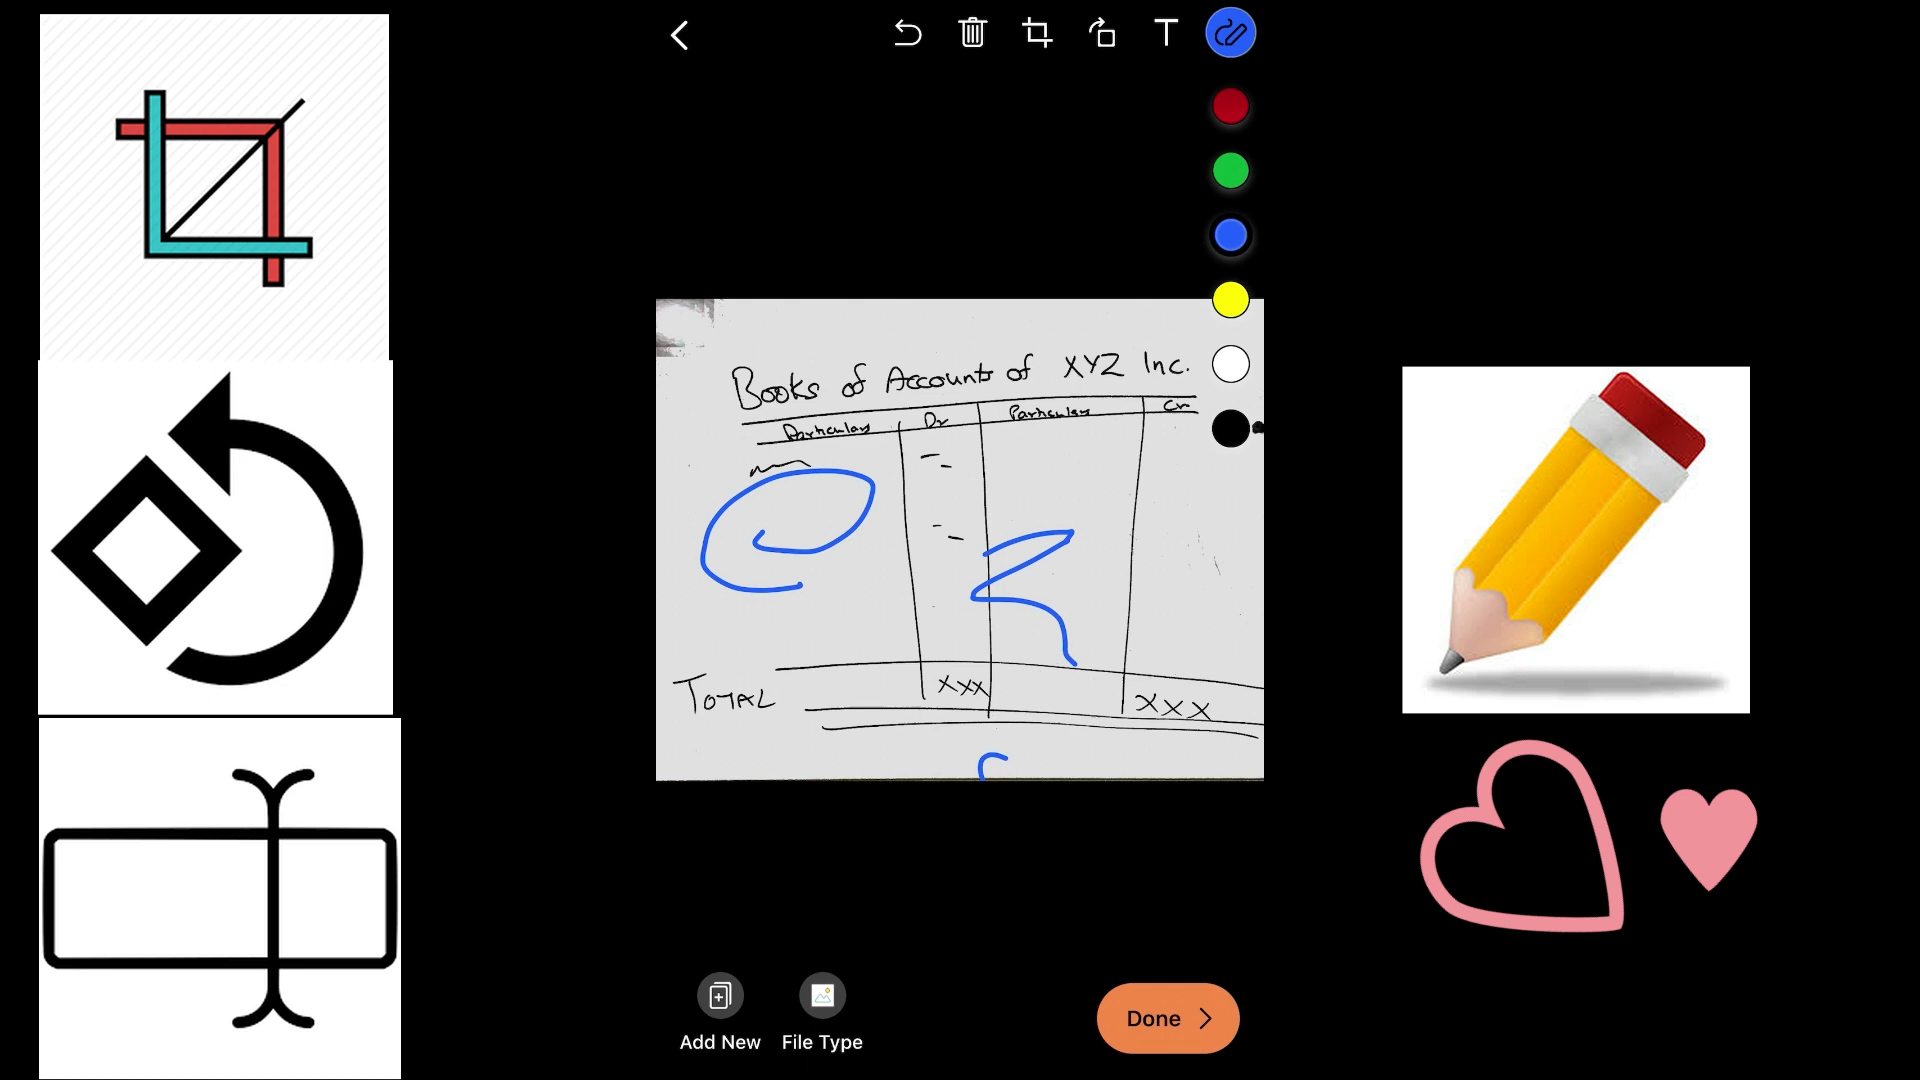 T
Books of Accounts of XYZ Inc.
Particulars Dr Particulars Cr
TOTAL XXX XXX
Add New File Type Done